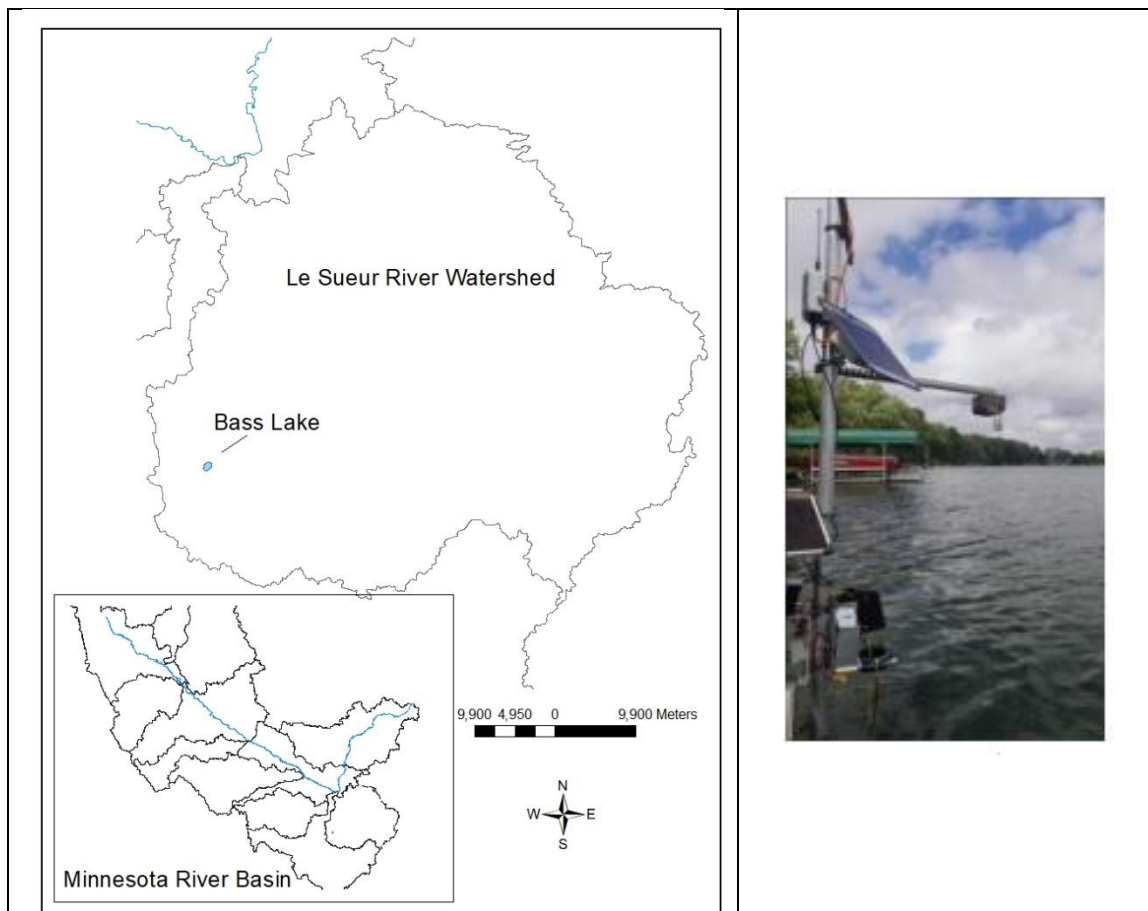 Le Sueur River Watershed
Bass Lake
9,900 4,950 0 9,900 Meters
N
W E
S
Minnesota River Basin